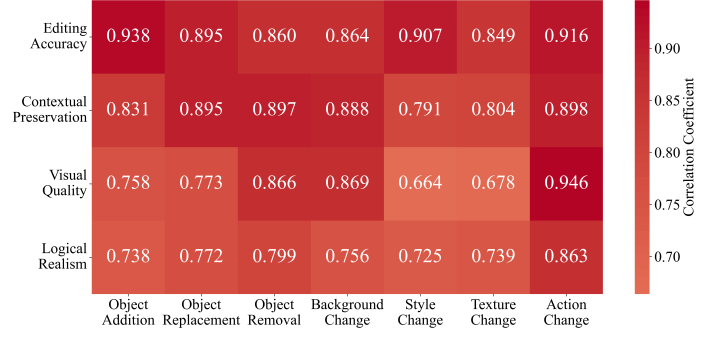 Editing
Accuracy
0.938 0.895 0.860 0.864 0.907 0.849 0.916
Contextual
Preservation
0.831 0.895 0.897 0.888 0.791 0.804 0.898
Visual
Quality
0.758 0.773 0.866 0.869 0.664 0.678 0.946
Logical
Realism
0.738 0.772 0.799 0.756 0.725 0.739 0.863
Object
Addition
Object
Replacement
Object
Removal
Background
Change
Style
Change
Texture
Change
Action
Change
0.90
0.85
0.80
0.75
0.70
Correlation Coefficient